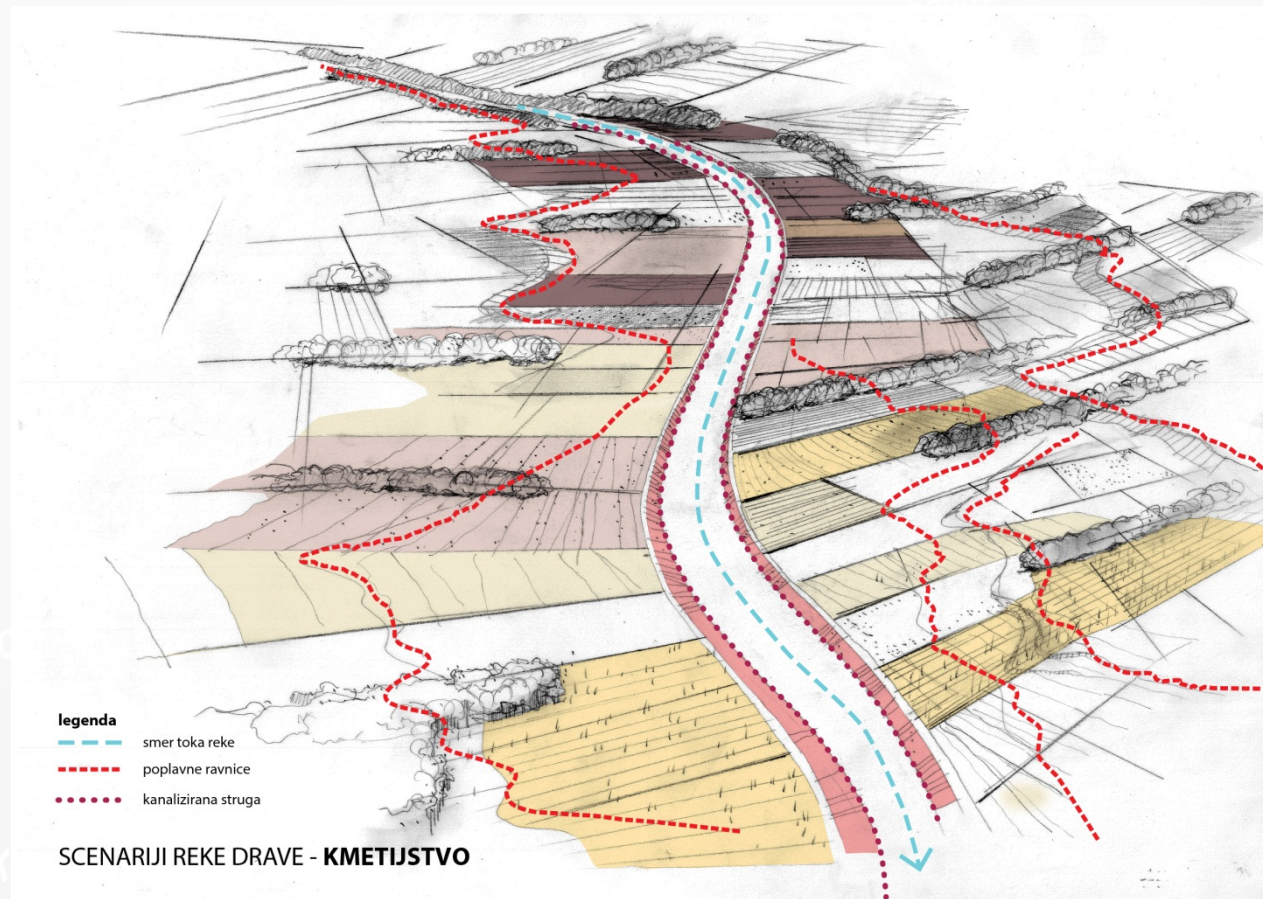 legenda
smer toka reke
poplavne ravnice
kanalizirana struga
SCENARIJI REKE DRAVE - KMETIJSTVO